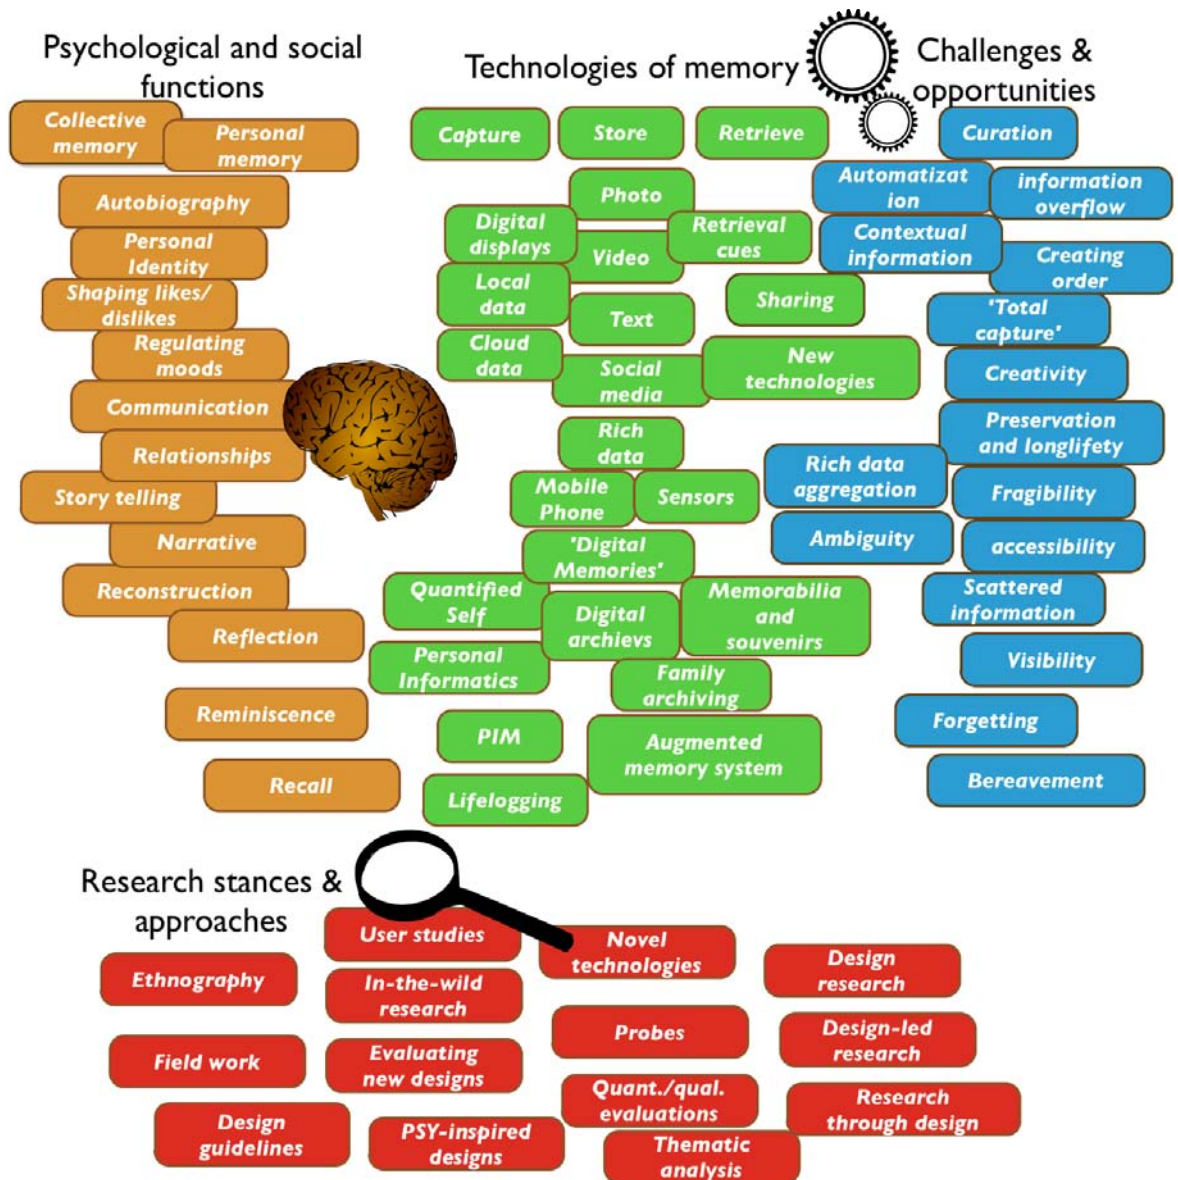 Psychological and social
functions
Collective
memory
Personal
memory
Autobiography
Personal
Identity
Shaping likes/
dislikes
Regulating
moods
Communication
Relationships
Story telling
Narrative
Reconstruction
Reflection
Reminiscence
Recall
Technologies of memory
Capture
Store
Retrieve
Photo
Digital
displays
Video
Retrieval
cues
Local
data
Text
Sharing
Cloud
data
Social
media
New
technologies
Rich
data
Mobile
Phone
Sensors
'Digital
Memories'
Quantified
Self
Digital
archievs
Memorabilia
and
souvenirs
Personal
Informatics
Family
archiving
PIM
Augmented
memory system
Lifelogging
Challenges &
opportunities
Curation
Automatizat
ion
information
overflow
Contextual
information
Creating
order
'Total
capture'
Creativity
Preservation
and longlifety
Rich data
aggregation
Fragibility
Ambiguity
accessibility
Scattered
information
Visibility
Forgetting
Bereavement
Research stances &
approaches
User studies
Novel
technologies
Design
research
Ethnography
In-the-wild
research
Probes
Design-led
research
Field work
Evaluating
new designs
Quant./qual.
evaluations
Research
through design
Design
guidelines
PSY-inspired
designs
Thematic
analysis